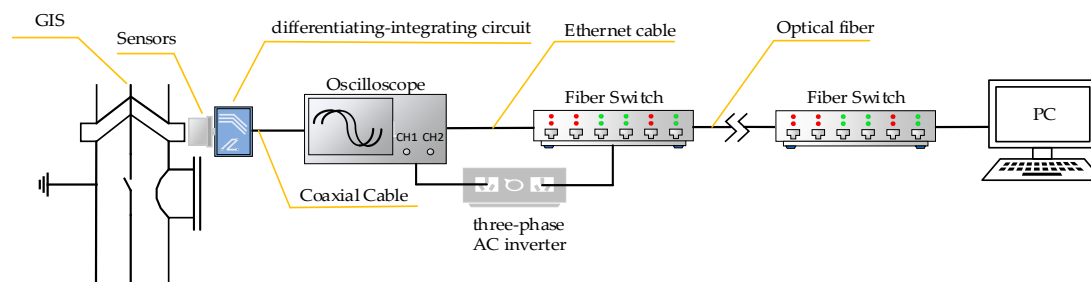 GIS
Sensors
differentiating-integrating circuit
Ethernet cable
Optical fiber
Oscilloscope
CH1 CH2
Fiber Switch
Fiber Switch
PC
Coaxial Cable
three-phase
AC inverter